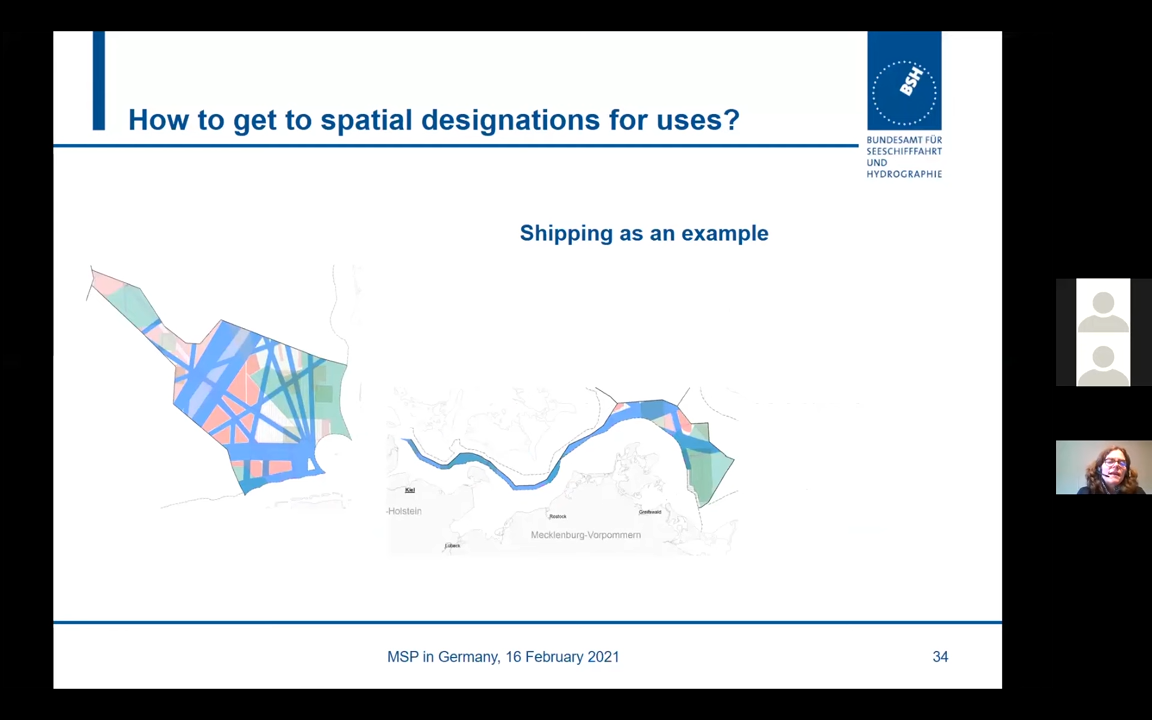 How to get to spatial designations for uses?
BSH
BUNDESAMT FÜR
SEESCHIFFFAHRT
UND
HYDROGRAPHIE
Shipping as an example
Kiel
-Holstein
Lübeck
Rostock
Greifswald
Mecklenburg-Vorpommern
MSP in Germany, 16 February 2021
34